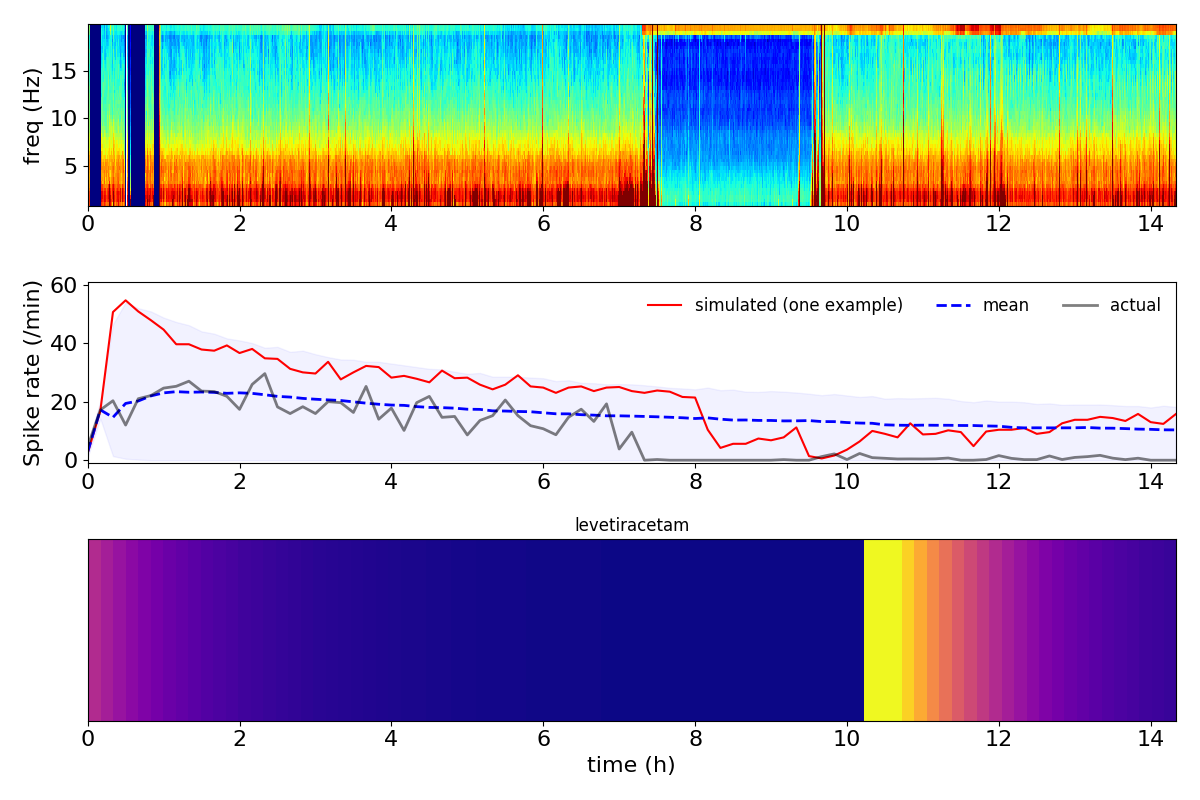 freq (Hz)
15
10
5
0 2 4 6 8 10 12 14
Spike rate (/min)
60
40
20
0
simulated (one example) mean actual
0 2 4 6 8 10 12 14
levetiracetam
0 2 4 6 8 10 12 14
time (h)